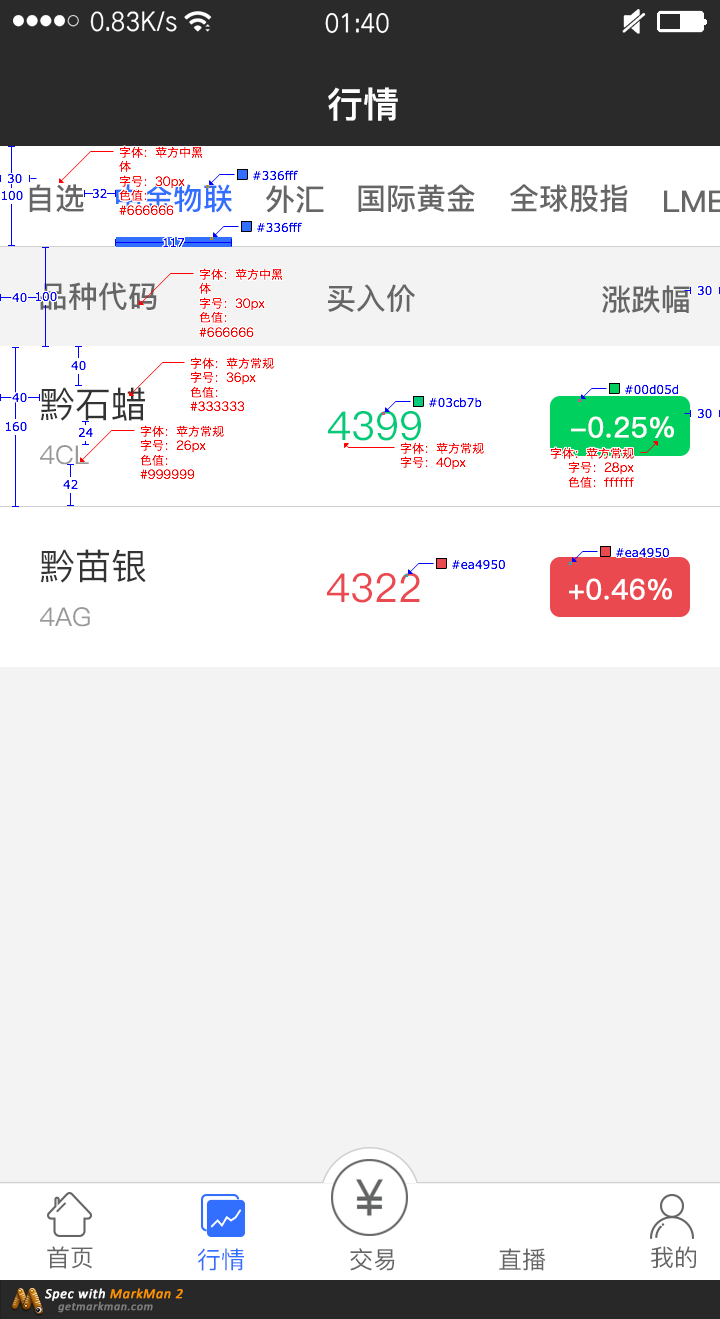 0.83K/s 01:40
行情
字体：苹方中黑
体
字号：30px
色值：
#666666
#336fff
30
100
自选
32
全物联
外汇
国际黄金
全球股指
LME
#336fff
117
40
100
品种代码
字体：苹方中黑
体
字号：30px
色值：
#666666
买入价
涨跌幅
30
40
字体：苹方常规
字号：36px
色值：
#333333
40
160
黔石蜡
24
4CL
42
字体：苹方常规
字号：26px
色值：
#999999
#03cb7b
4399
字体：苹方常规
字号：40px
#00d05d
-0.25%
30
字体：苹方常规
字号：28px
色值：ffffff
黔苗银
4AG
#ea4950
4322
#ea4950
+0.46%
¥
首页
行情
交易
直播
我的
Spec with MarkMan 2
getmarkman.com